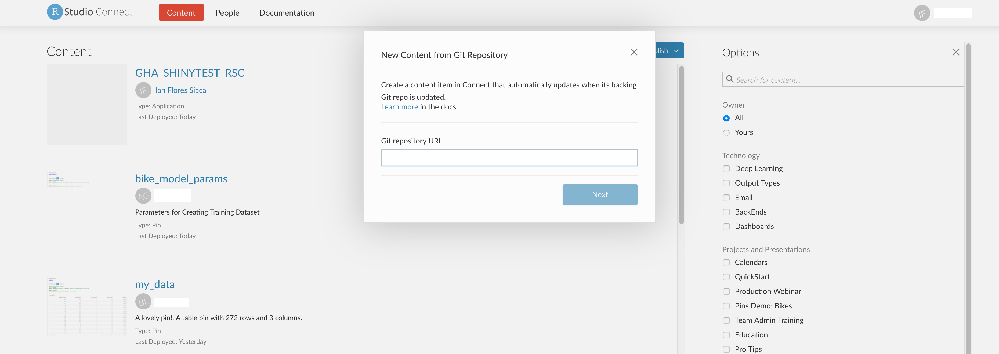 R Studio Connect
Content
People
Documentation
IF
Content
blish
GHA_SHINYTEST_RSC
IF Ian Flores Siaca
Type: Application
Last Deployed: Today
bike_model_params
AG
Parameters for Creating Training Dataset
Type: Pin
Last Deployed: Today
my_data
BL
A lovely pin!. A table pin with 272 rows and 3 columns.
Type: Pin
Last Deployed: Yesterday
New Content from Git Repository
Create a content item in Connect that automatically updates when its backing
Git repo is updated.
Learn more in the docs.
Git repository URL
Next
Options
Search for content...
Owner
All
Yours
Technology
Deep Learning
Output Types
Email
BackEnds
Dashboards
Projects and Presentations
Calendars
QuickStart
Production Webinar
Pins Demo: Bikes
Team Admin Training
Education
Pro Tips